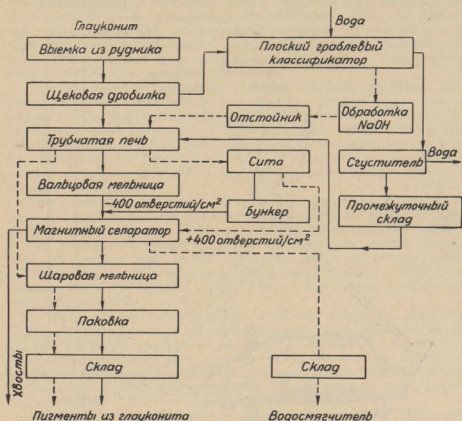 Глауконит
Вода
Выемка из рудника
Плоский граблевый
классификатор
Щековая дробилка
Отстойник
Обработка
NaOH
Трубчатая печь
Сита
Сгуститель
Вода
Валбцовая мельница
−400 отверстий/см²
Бункер
Промежуточный
склад
Магнитный сепаратор
+400 отверстий/см²
Шаровая мельница
Паковка
Хвосты
Склад
Склад
Пигменты из глауконита
Водосмягчитель